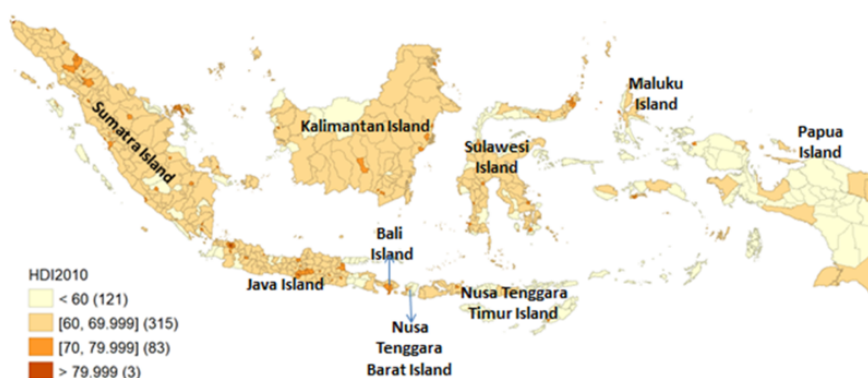 Maluku
Island
Papua
Island
Sumatra Island
Kalimantan Island
Sulawesi
Island
Bali
Island
Java Island
Nusa Tenggara
Timur Island
Nusa
Tenggara
Barat Island
HDI2010
< 60 (121)
[60, 69.999] (315)
[70, 79.999] (83)
> 79.999 (3)